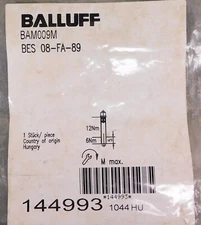 BALLUFF
BAM009M
BES 08-FA-89
12Nm
6Nm
1 Stück/ piece
Country of origin
Hungary
M max.
*144993*
144993 1044 HU